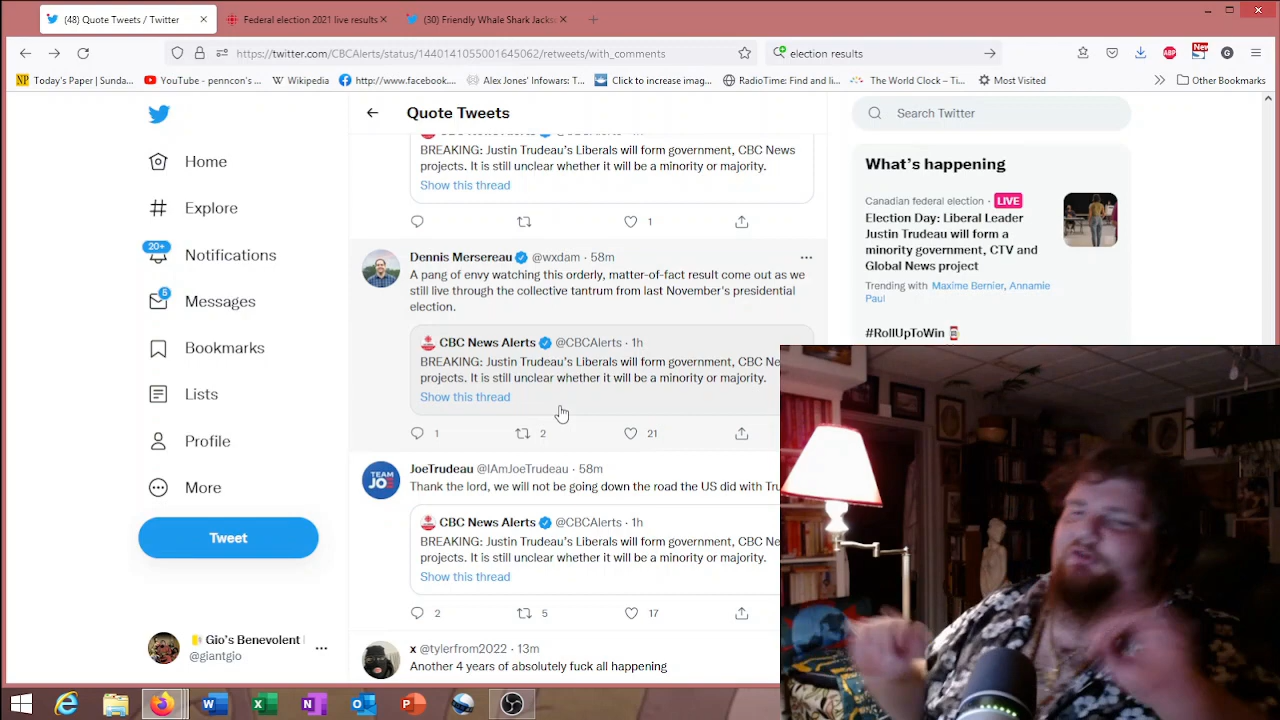 (48) Quote Tweets / Twitter
Federal election 2021 live results
(30) Friendly Whale Shark Jacks
https://twitter.com/CBCAlerts/status/1440141055001645062/retweets/with_comments
election results
ABP
New
G
NP Today's Paper | Sunda...
YouTube - penncon...
W Wikipedia
http://www.facebook....
Alex Jones' Infowars: T...
Click to increase imag...
RadioTime: Find and li...
The World Clock – Ti...
Most Visited
Other Bookmarks
Home
Explore
20+
Notifications
6
Messages
Bookmarks
Lists
Profile
More
Tweet
Gio's Benevolent
@giantgio
Quote Tweets
BREAKING: Justin Trudeau's Liberals will form government, CBC News
projects. It is still unclear whether it will be a minority or majority.
Show this thread
1
Dennis Mersereau @wxdam · 58m
A pang of envy watching this orderly, matter-of-fact result come out as we
still live through the collective tantrum from last November's presidential
election.
CBC News Alerts @CBCAlerts · 1h
BREAKING: Justin Trudeau's Liberals will form government, CBC Ne
projects. It is still unclear whether it will be a minority or majority.
Show this thread
1 2 21
TEAM
JOE
JoeTrudeau @IAmJoeTrudeau · 58m
Thank the lord, we will not be going down the road the US did with Tru
CBC News Alerts @CBCAlerts · 1h
BREAKING: Justin Trudeau's Liberals will form government, CBC Ne
projects. It is still unclear whether it will be a minority or majority.
Show this thread
2 5 17
x @tylerfrom2022 · 13m
Another 4 years of absolutely fuck all happening
Search Twitter
What's happening
Canadian federal election · LIVE
Election Day: Liberal Leader
Justin Trudeau will form a
minority government, CTV and
Global News project
Trending with Maxime Bernier, Annamie
Paul
#RollUpToWin